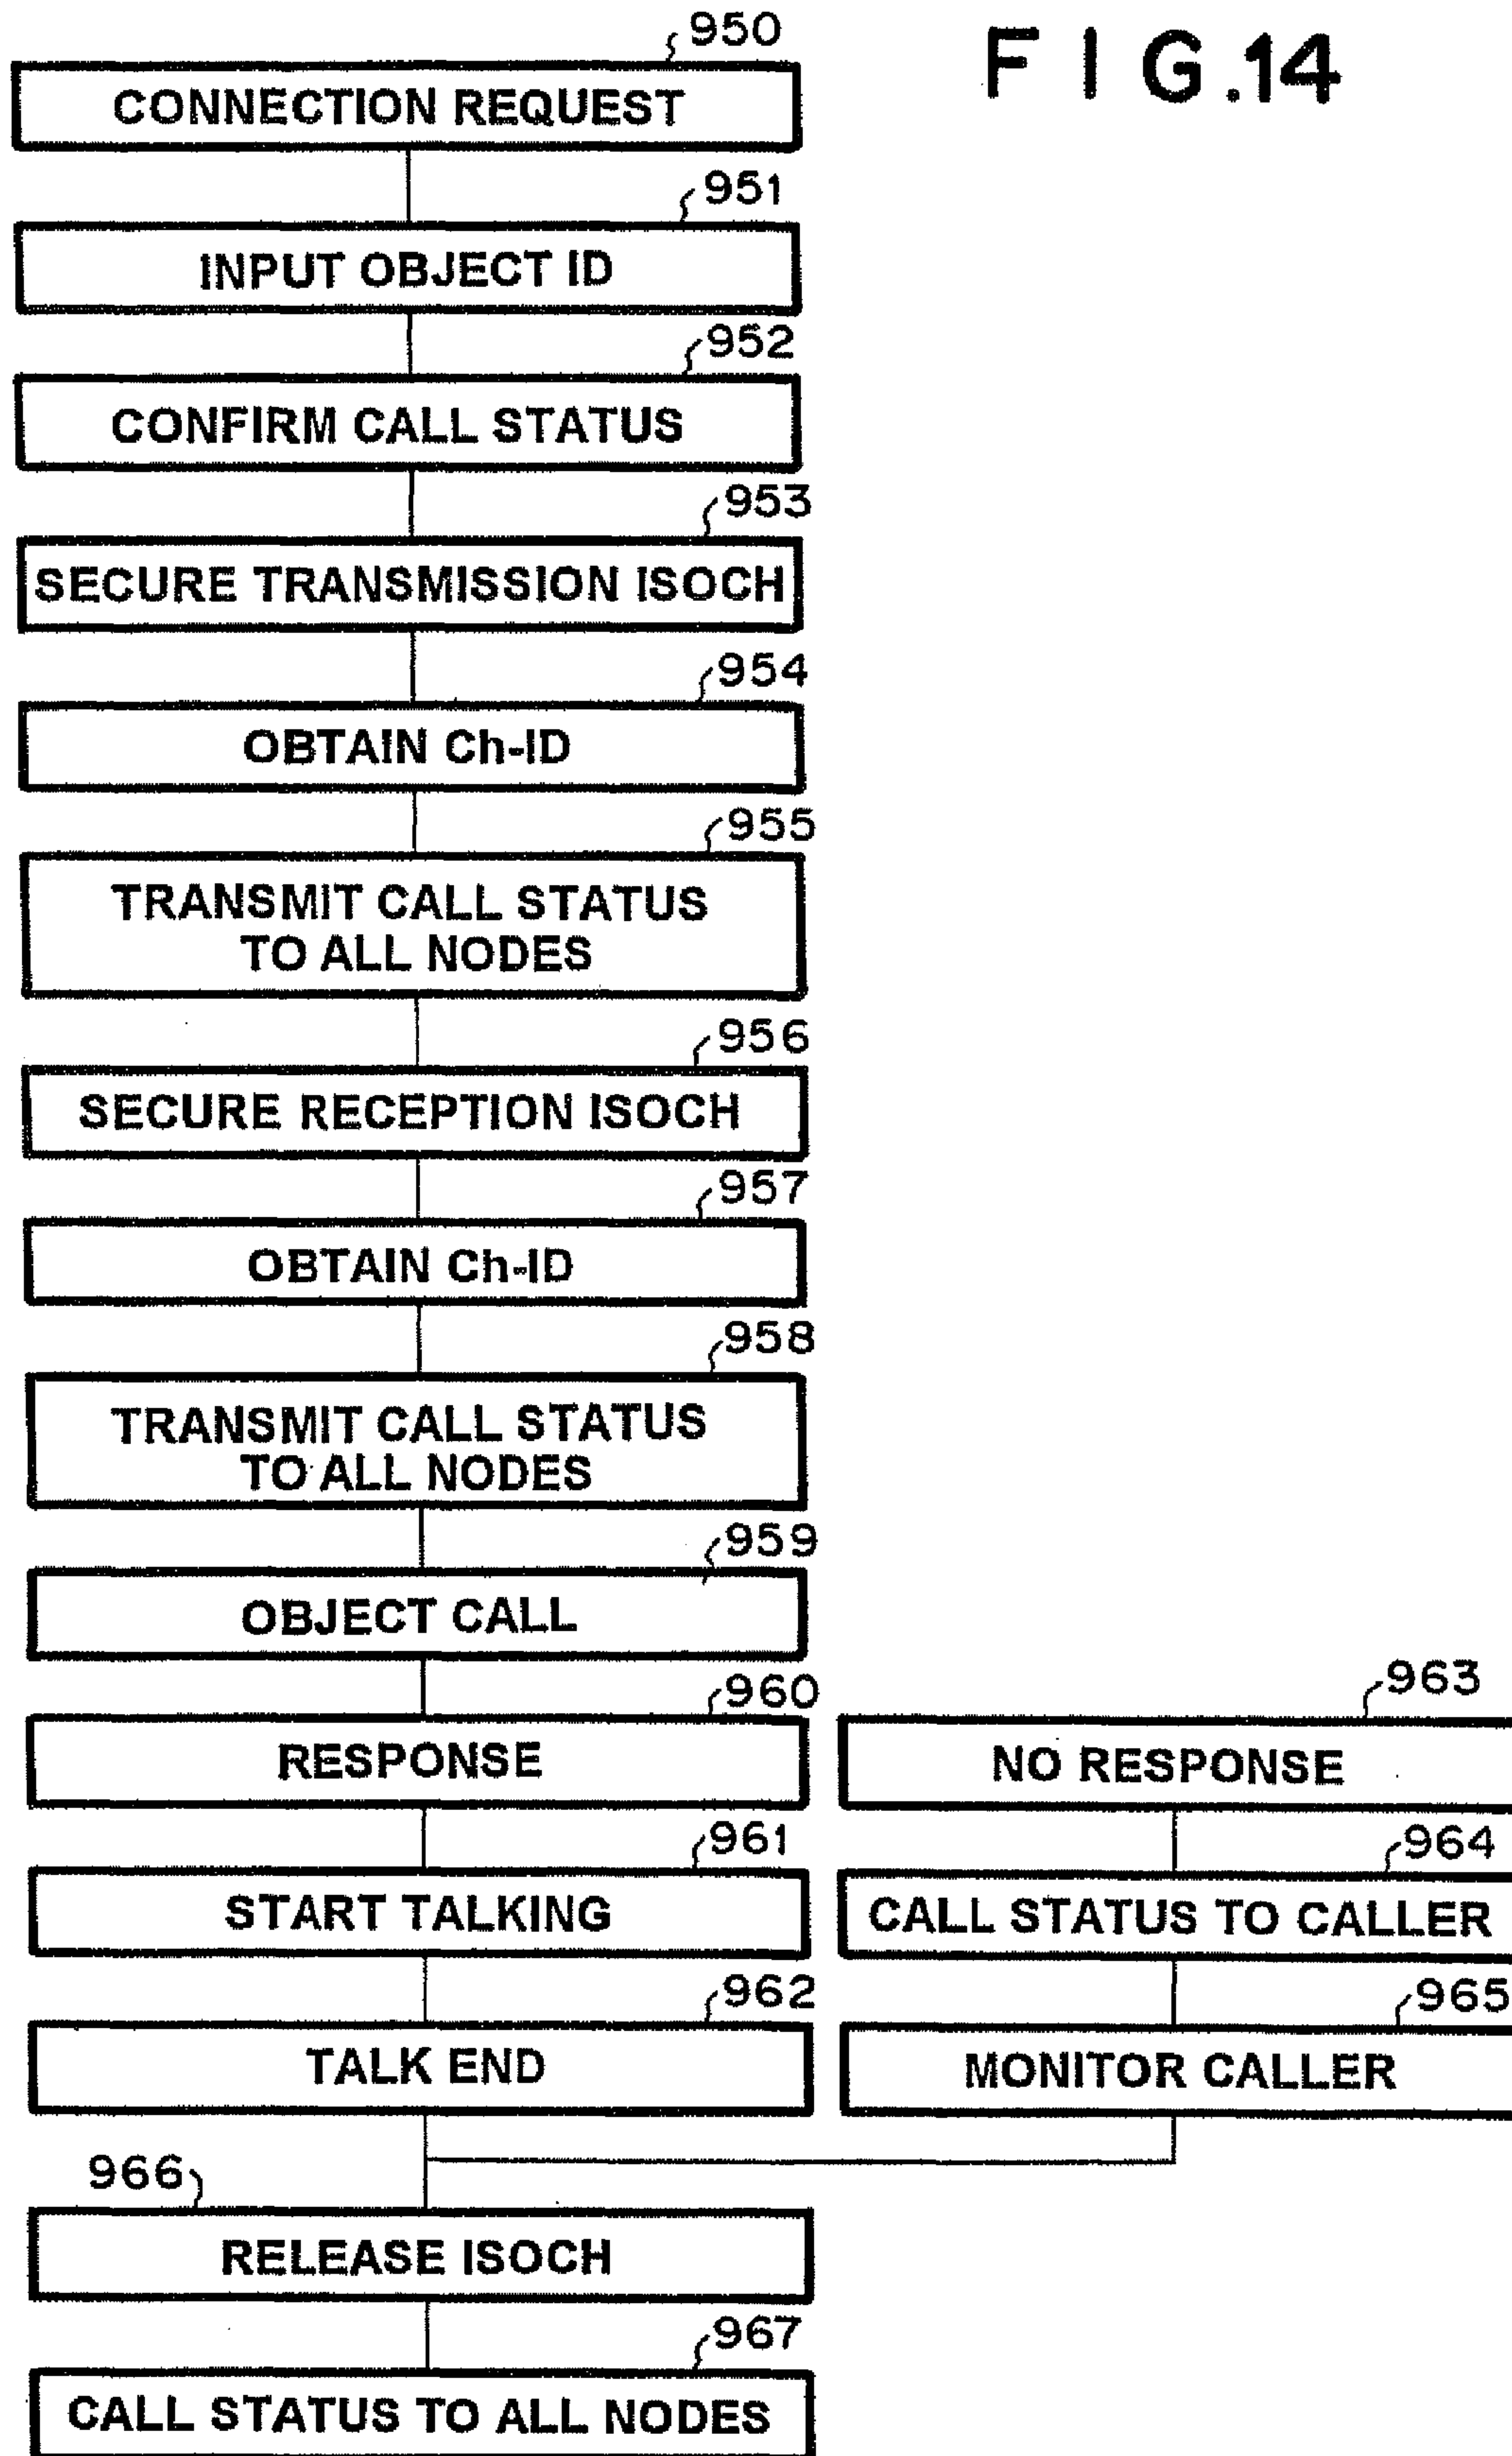 FIG.14
950
CONNECTION REQUEST
951
INPUT OBJECT ID
952
CONFIRM CALL STATUS
953
SECURE TRANSMISSION ISOCH
954
OBTAIN Ch-ID
955
TRANSMIT CALL STATUS
TO ALL NODES
956
SECURE RECEPTION ISOCH
957
OBTAIN Ch-ID
958
TRANSMIT CALL STATUS
TO ALL NODES
959
OBJECT CALL
960
RESPONSE
961
START TALKING
962
TALK END
963
NO RESPONSE
964
CALL STATUS TO CALLER
965
MONITOR CALLER
966
RELEASE ISOCH
967
CALL STATUS TO ALL NODES